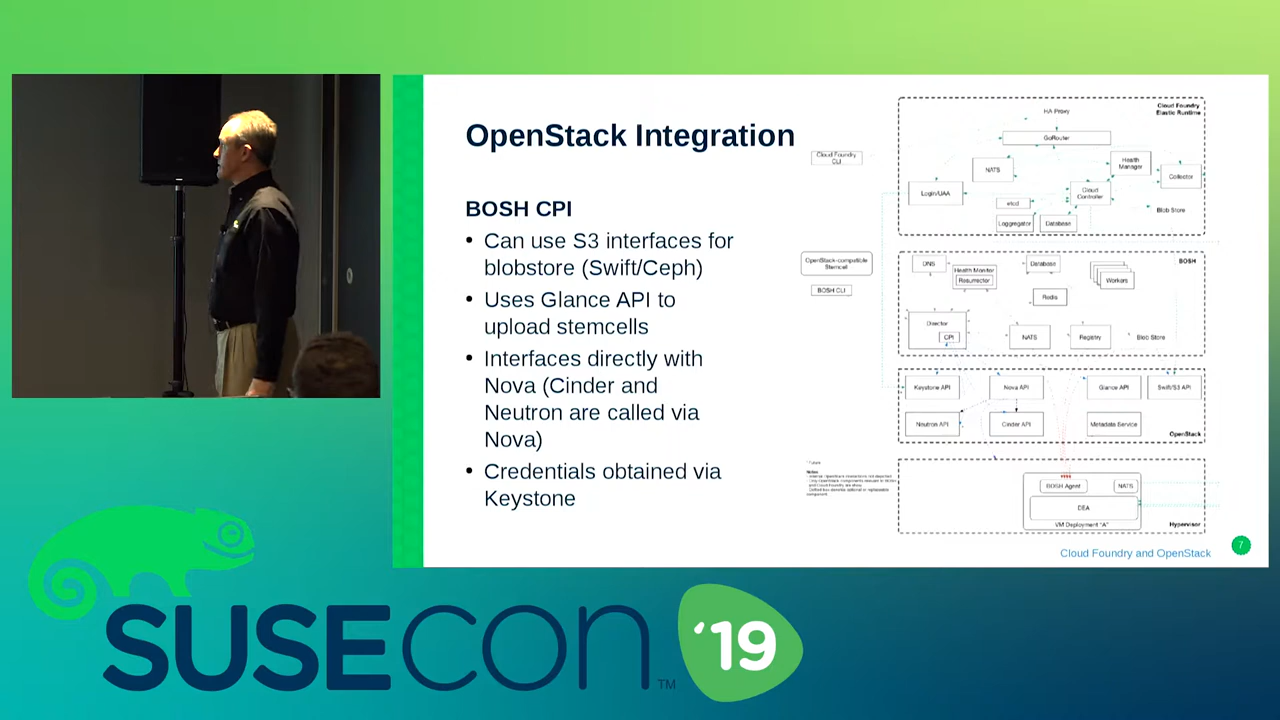 OpenStack Integration
BOSH CPI
• Can use S3 interfaces for
blobstore (Swift/Ceph)
• Uses Glance API to
upload stemcells
• Interfaces directly with
Nova (Cinder and
Neutron are called via
Nova)
• Credentials obtained via
Keystone
Cloud Foundry
CLI
OpenStack-compatible
Stemcell
BOSH CLI
Cloud Foundry
Elastic Runtime
HA-Proxy
GoRouter
NATS
Health
Manager
Collector
Login/UAA
Cloud
Controller
etcd
Loggregator
Database
Blob Store
BOSH
DNS
Health Monitor
Resurrector
Database
Workers
Redis
Director
CPI
NATS
Registry
Bloc Store
Keystone API
Nova API
Glance API
Swift/S3 API
Neutron API
Cinder API
Metadata Service
OpenStack
* Future
Notes
BOSH Agent
NATS
DEA
VM Deployment "A"
Hypervisor
Cloud Foundry and OpenStack
7
SUSECON™ '19